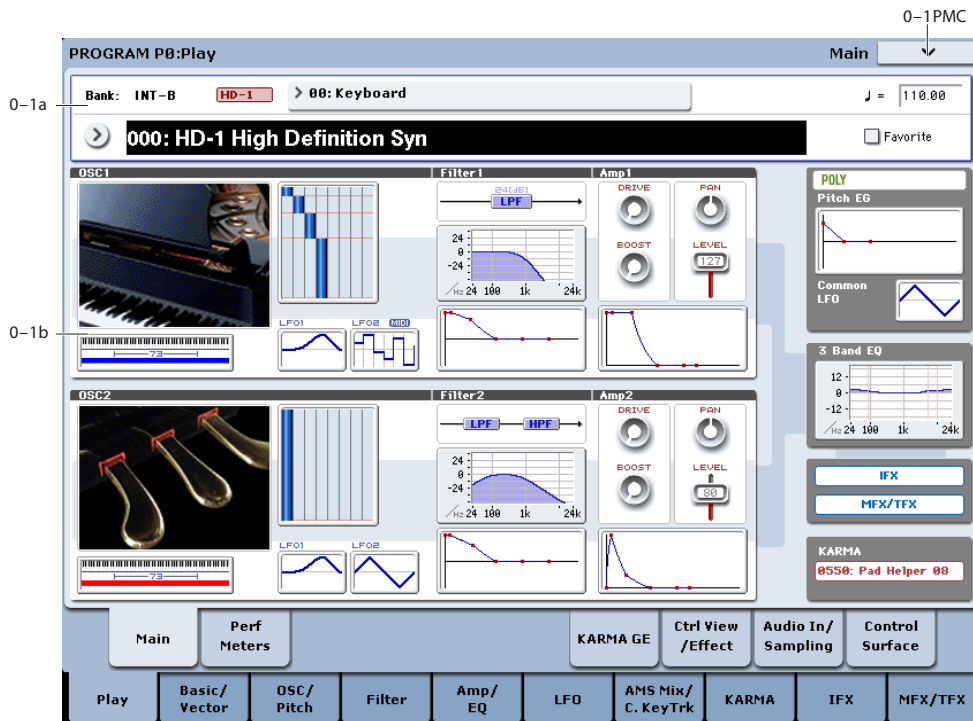 0–1PMC
PROGRAM P0:Play
Main
0–1a
Bank: INT–B HD–1 00: Keyboard ♩ = 110.00
000: HD-1 High Definition Syn
Favorite
OSC1
Filter1
Amp1
24[dB]
LPF
DRIVE
PAN
BOOST
LEVEL
127
24
0
-24
Hz 24 100 1k 24k
POLY
Pitch EG
Common
LFO
0–1b
73
LFO1
LFO2 MIDI
3 Band EQ
12
0
-12
Hz 24 100 1k 24k
OSC2
Filter2
Amp2
LPF
HPF
DRIVE
PAN
BOOST
LEVEL
80
24
0
-24
Hz 24 100 1k 24k
73
LFO1
LFO2
IFX
MFX/TFX
KARMA
0550: Pad Helper 08
Main
Perf
Meters
KARMA GE
Ctrl View
/Effect
Audio In/
Sampling
Control
Surface
Play
Basic/
Vector
OSC/
Pitch
Filter
Amp/
EQ
LFO
AMS Mix/
C. KeyTrk
KARMA
IFX
MFX/TFX